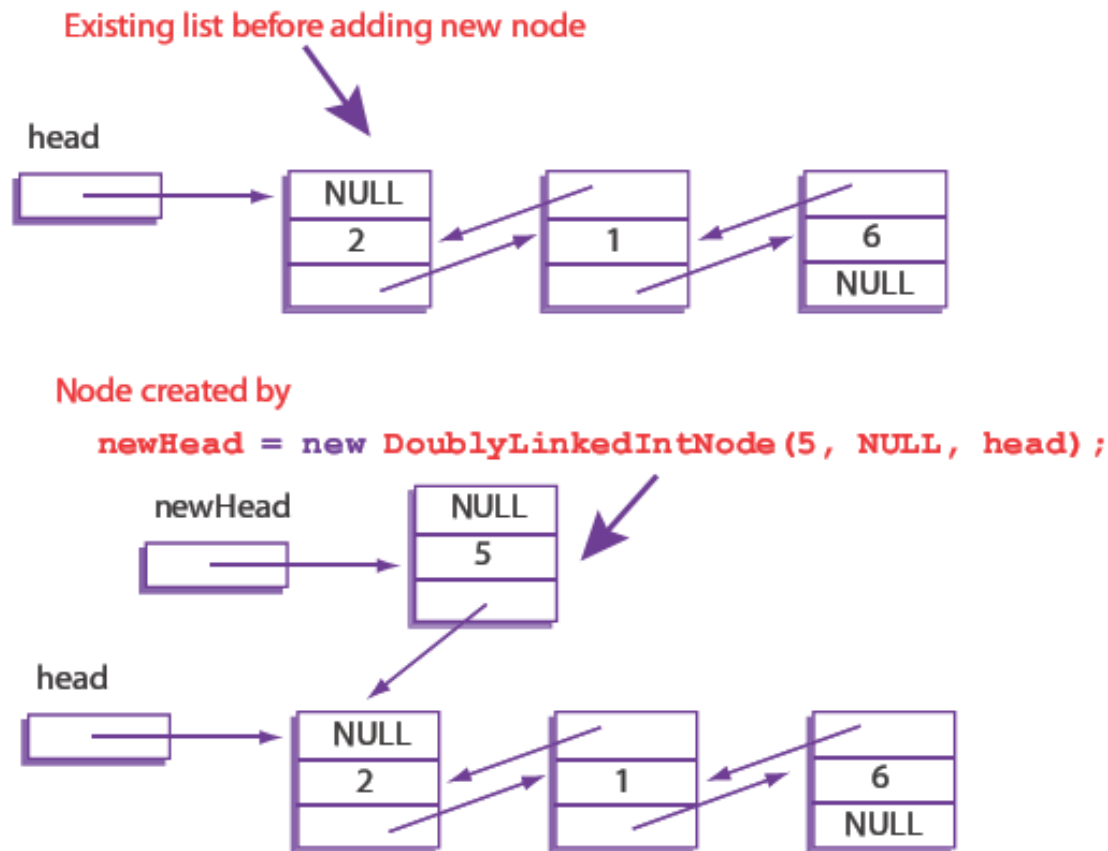 Existing list before adding new node
head
NULL
2
1
6
NULL
Node created by
newHead = new DoublyLinkedIntNode(5, NULL, head);
newHead
NULL
5
head
NULL
2
1
6
NULL